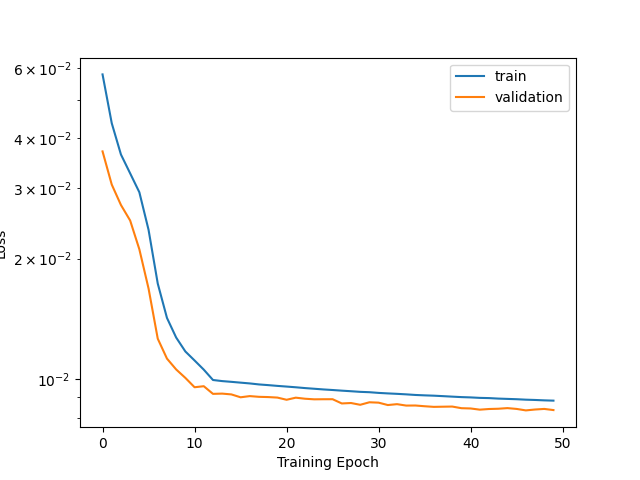 train
validation
6 × 10⁻²
4 × 10⁻²
3 × 10⁻²
2 × 10⁻²
10⁻²
Loss
0 10 20 30 40 50
Training Epoch